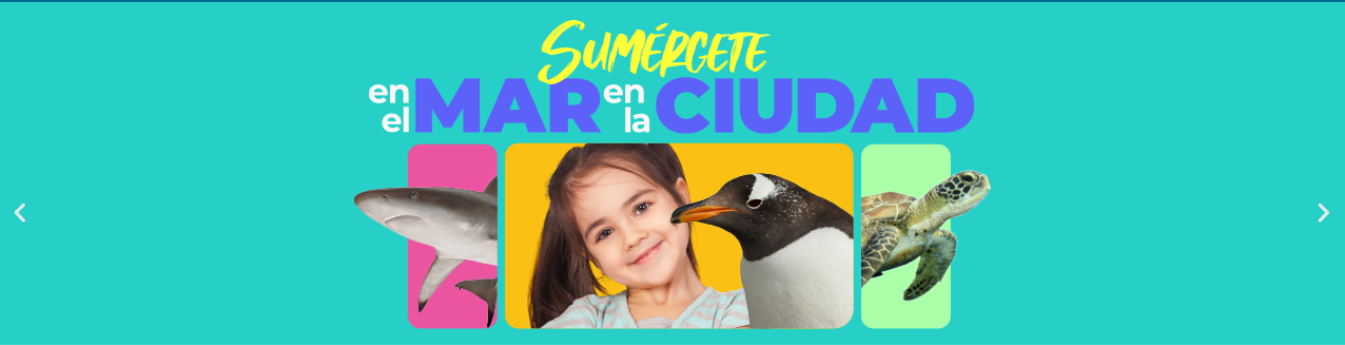 SUMÉRGETE
en el MAR en la CIUDAD